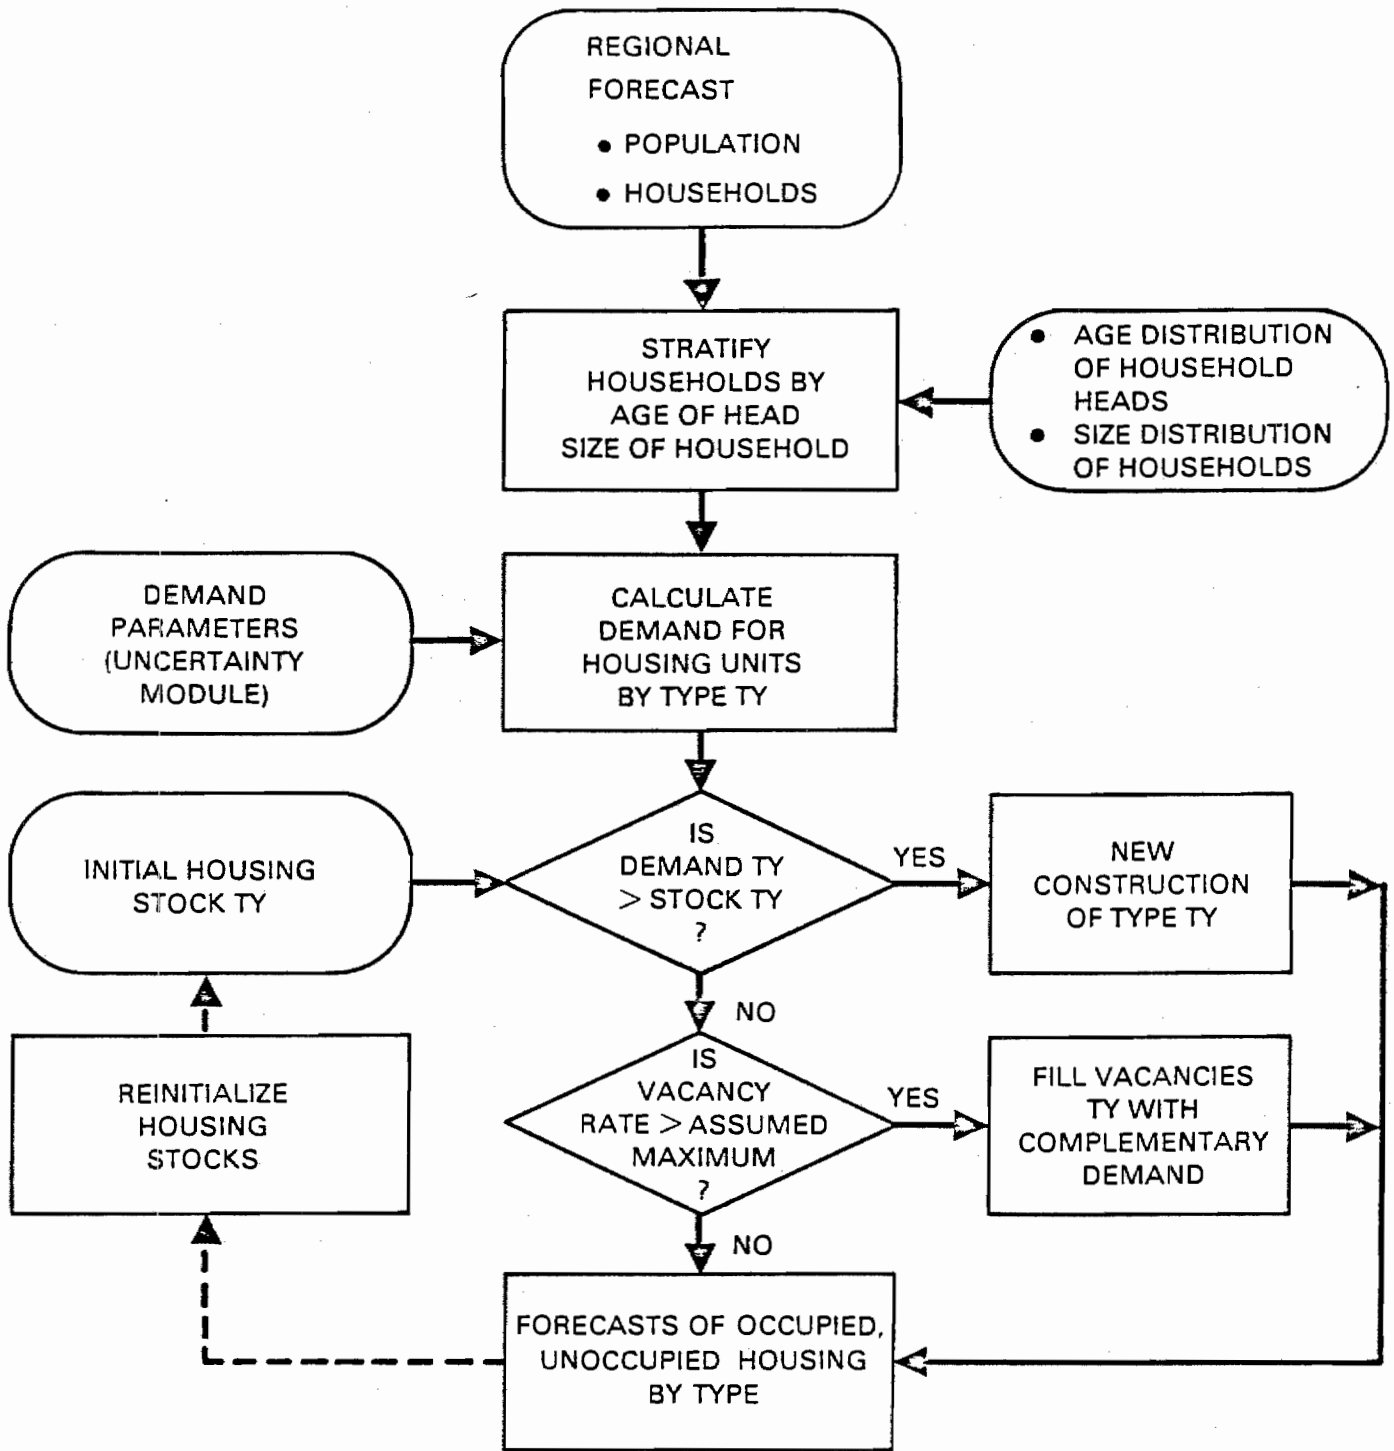 REGIONAL
FORECAST
• POPULATION
• HOUSEHOLDS
STRATIFY
HOUSEHOLDS BY
AGE OF HEAD
SIZE OF HOUSEHOLD
• AGE DISTRIBUTION
OF HOUSEHOLD
HEADS
• SIZE DISTRIBUTION
OF HOUSEHOLDS
DEMAND
PARAMETERS
(UNCERTAINTY
MODULE)
CALCULATE
DEMAND FOR
HOUSING UNITS
BY TYPE TY
INITIAL HOUSING
STOCK TY
IS
DEMAND TY
> STOCK TY
?
YES
NEW
CONSTRUCTION
OF TYPE TY
NO
REINITIALIZE
HOUSING
STOCKS
IS
VACANCY
RATE > ASSUMED
MAXIMUM
?
YES
FILL VACANCIES
TY WITH
COMPLEMENTARY
DEMAND
NO
FORECASTS OF OCCUPIED,
UNOCCUPIED HOUSING
BY TYPE